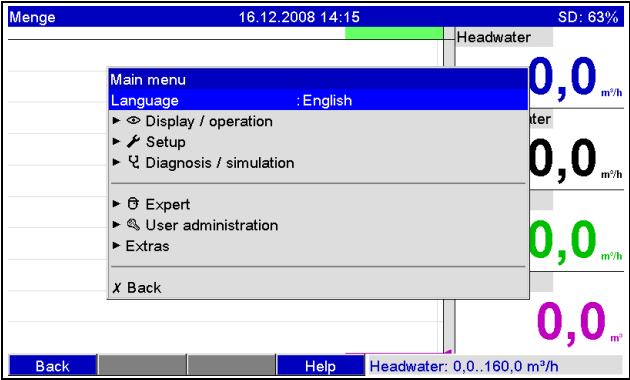 Menge 16.12.2008 14:15 SD: 63%
Headwater
0,0 m³/h
Main menu
Language :English
Display / operation
Setup
Diagnosis / simulation
Expert
User administration
Extras
X Back
ter
0,0 m³/h
0,0 m³/h
0,0 m³
Back Help Headwater: 0,0..160,0 m³/h